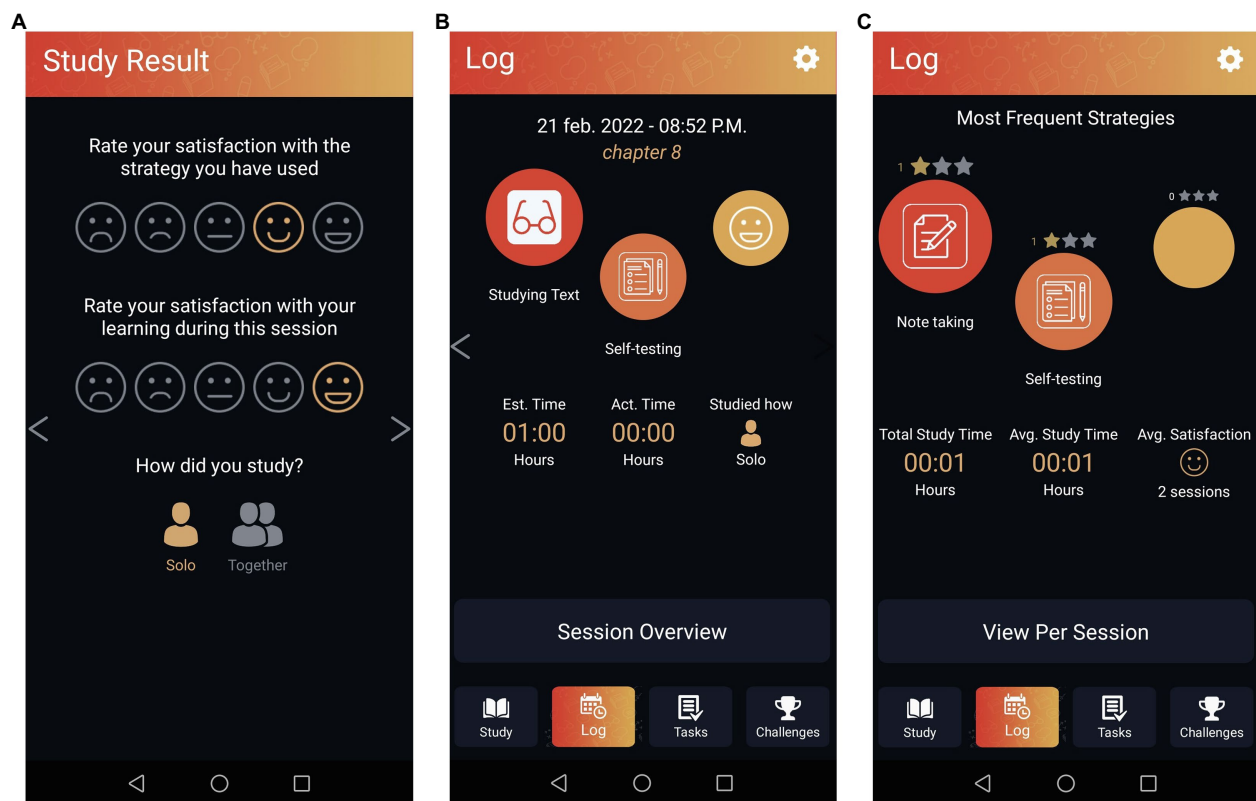 A
Study Result
Rate your satisfaction with the
strategy you have used
Rate your satisfaction with your
learning during this session
How did you study?
Solo
Together
B
Log
21 feb. 2022 - 08:52 P.M.
chapter 8
Studying Text
Self-testing
Est. Time
Act. Time
Studied how
01:00
00:00
Hours
Hours
Solo
Session Overview
Study
Log
Tasks
Challenges
C
Log
Most Frequent Strategies
1
0
1
Note taking
Self-testing
Total Study Time
Avg. Study Time
Avg. Satisfaction
00:01
00:01
Hours
Hours
2 sessions
View Per Session
Study
Log
Tasks
Challenges